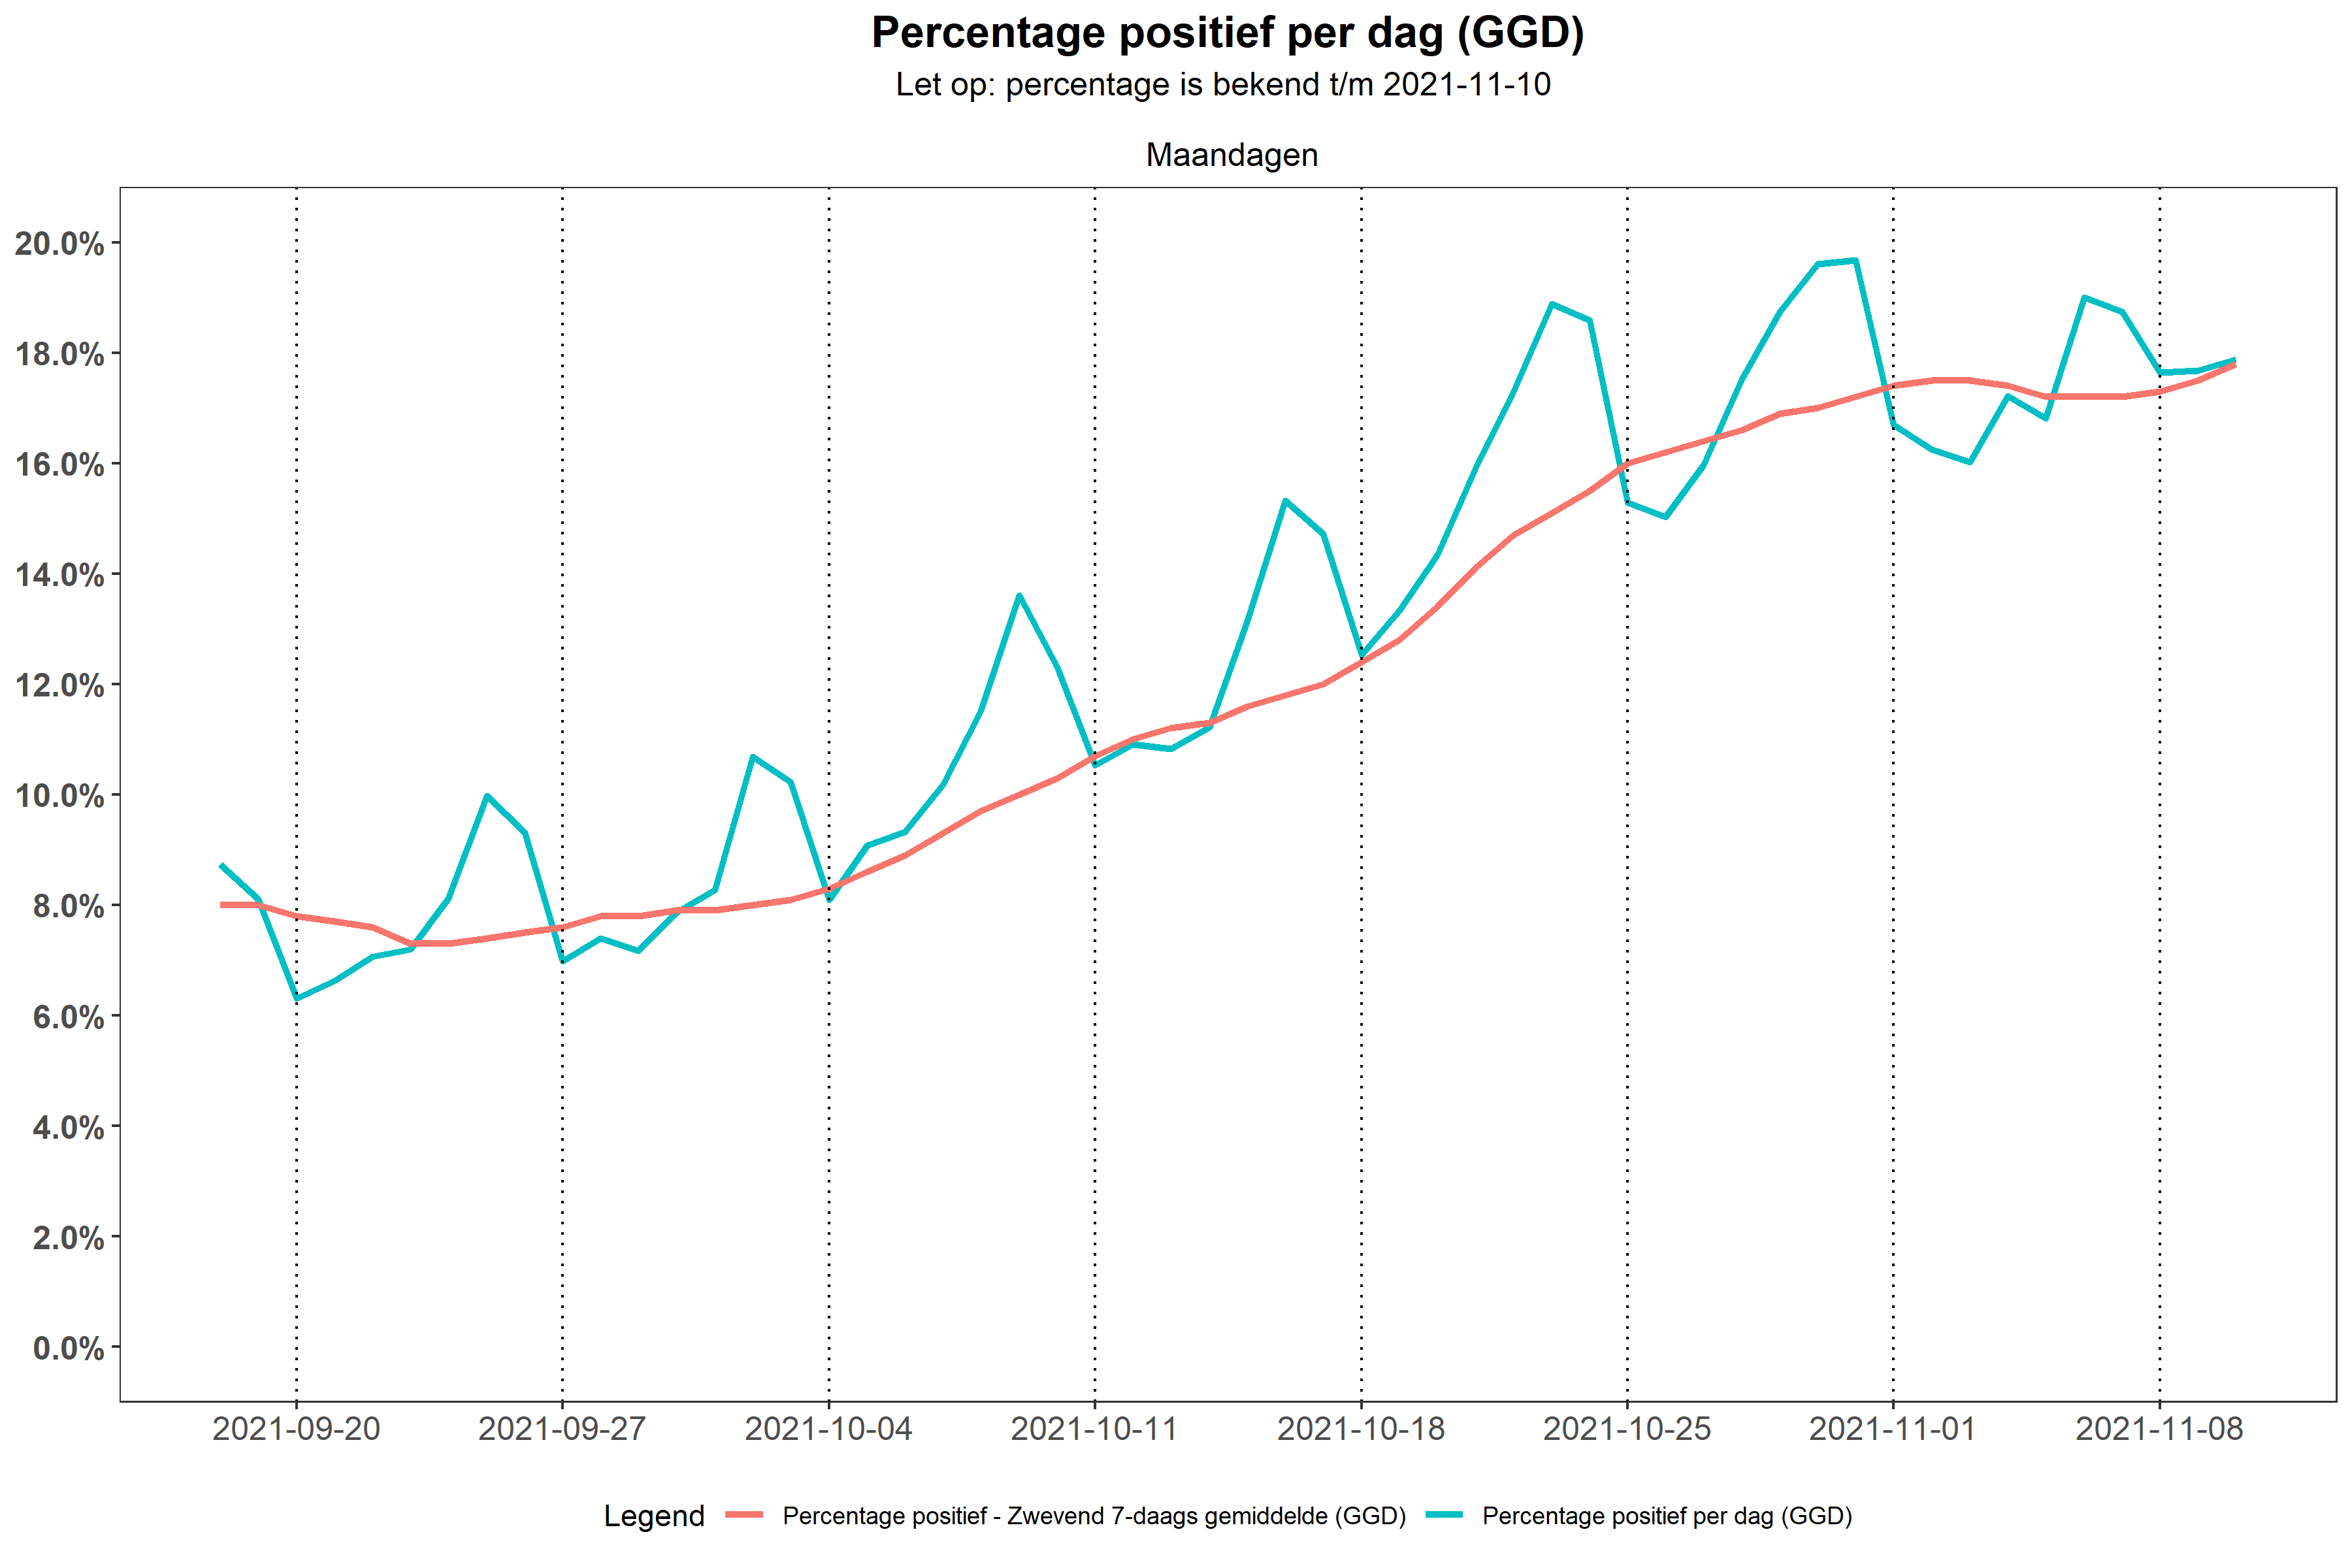 Percentage positief per dag (GGD)
Let op: percentage is bekend t/m 2021-11-10
Maandagen
20.0%
18.0%
16.0%
14.0%
12.0%
10.0%
8.0%
6.0%
4.0%
2.0%
0.0%
2021-09-20 2021-09-27 2021-10-04 2021-10-11 2021-10-18 2021-10-25 2021-11-01 2021-11-08
Legend Percentage positief - Zwevend 7-daags gemiddelde (GGD) Percentage positief per dag (GGD)